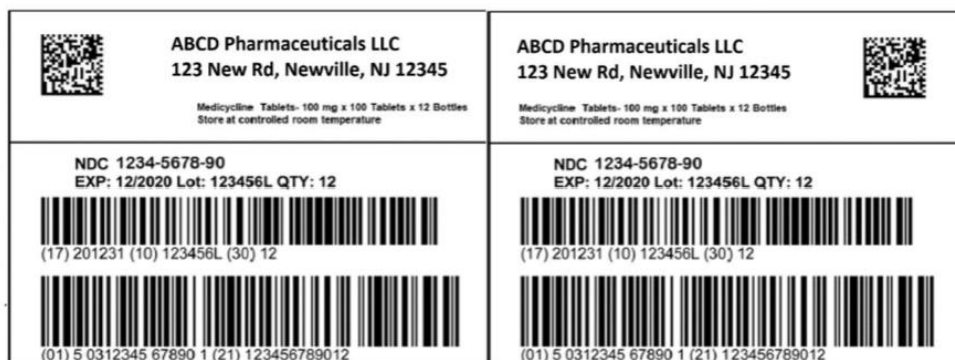 ABCD Pharmaceuticals LLC
123 New Rd, Newville, NJ 12345
Medicycline Tablets- 100 mg x 100 Tablets x 12 Bottles
Store at controlled room temperature
NDC 1234-5678-90
EXP: 12/2020 Lot: 123456L QTY: 12
(17) 201231 (10) 123456L (30) 12
(01) 5 0312345 67890 1 (21) 123456789012
ABCD Pharmaceuticals LLC
123 New Rd, Newville, NJ 12345
Medicycline Tablets- 100 mg x 100 Tablets x 12 Bottles
Store at controlled room temperature
NDC 1234-5678-90
EXP: 12/2020 Lot: 123456L QTY: 12
(17) 201231 (10) 123456L (30) 12
(01) 5 0312345 67890 1 (21) 123456789012